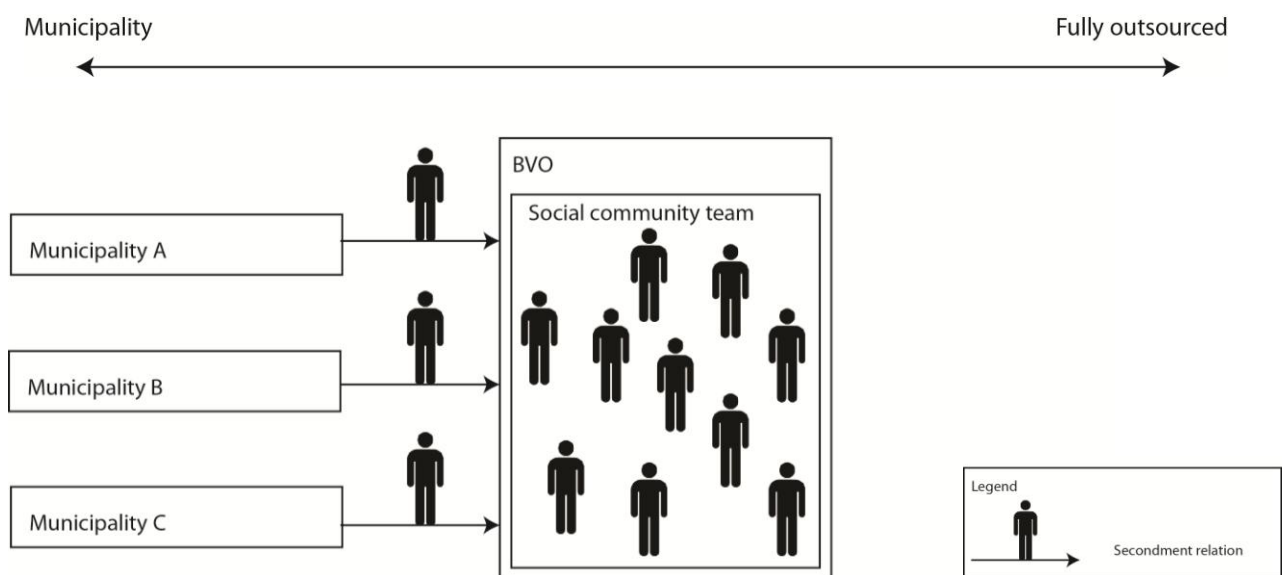 Municipality
Fully outsourced
BVO
Social community team
Municipality A
Municipality B
Municipality C
Legend
Secondment relation